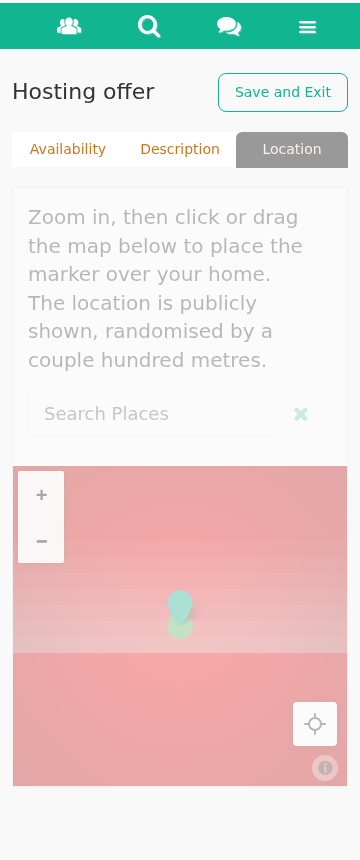 Hosting offer
Save and Exit
Availability
Description
Location
Zoom in, then click or drag
the map below to place the
marker over your home.
The location is publicly
shown, randomised by a
couple hundred metres.
Search Places
+
−